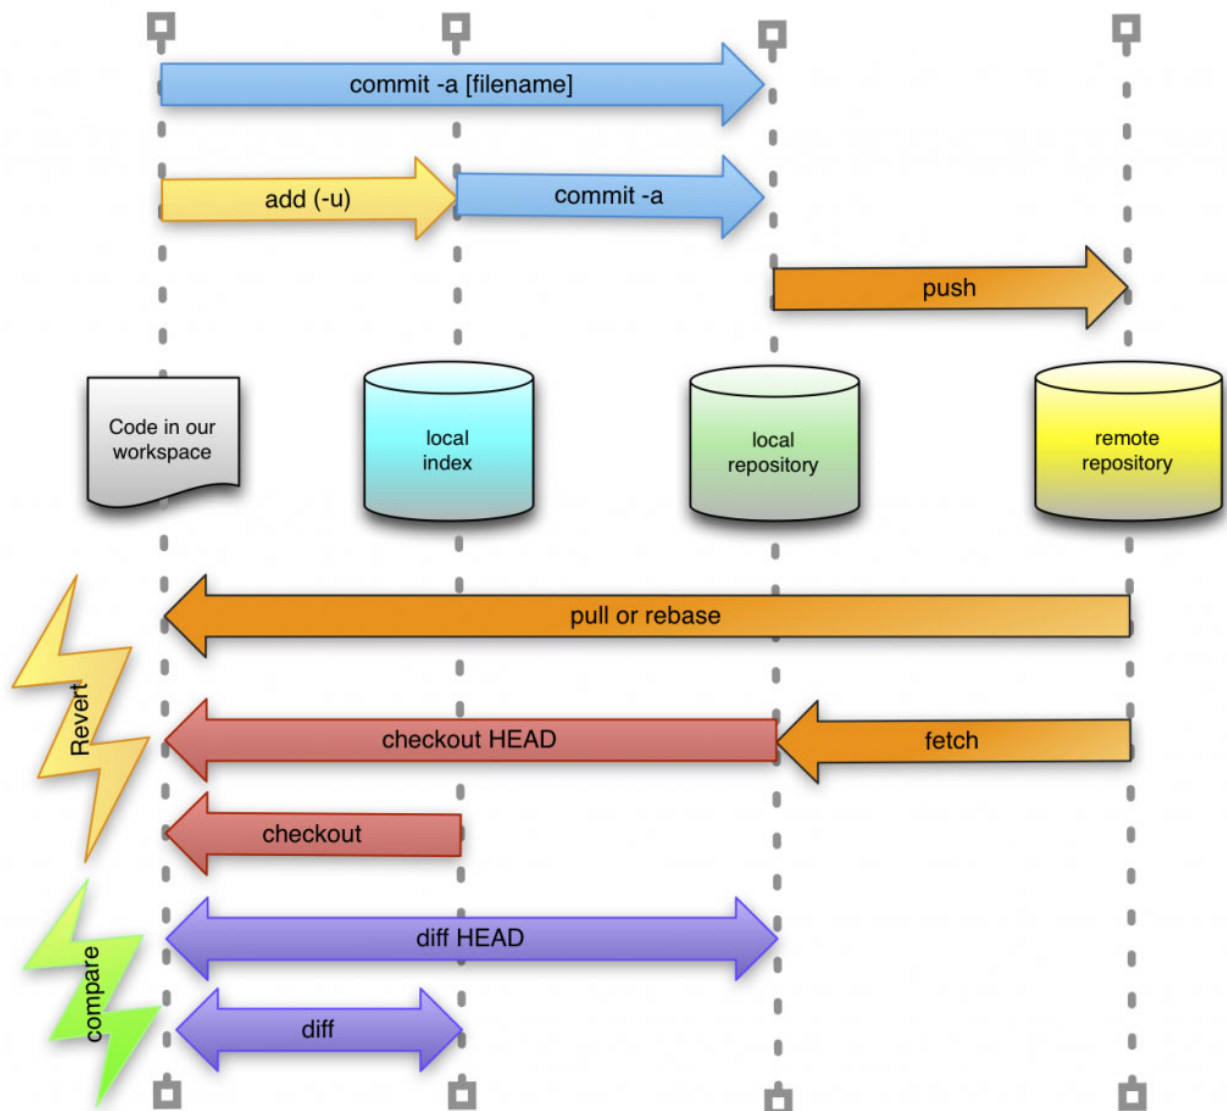 commit -a [filename]
add (-u)
commit -a
push
Code in our
workspace
local
index
local
repository
remote
repository
pull or rebase
Revert
checkout HEAD
fetch
checkout
diff HEAD
compare
diff